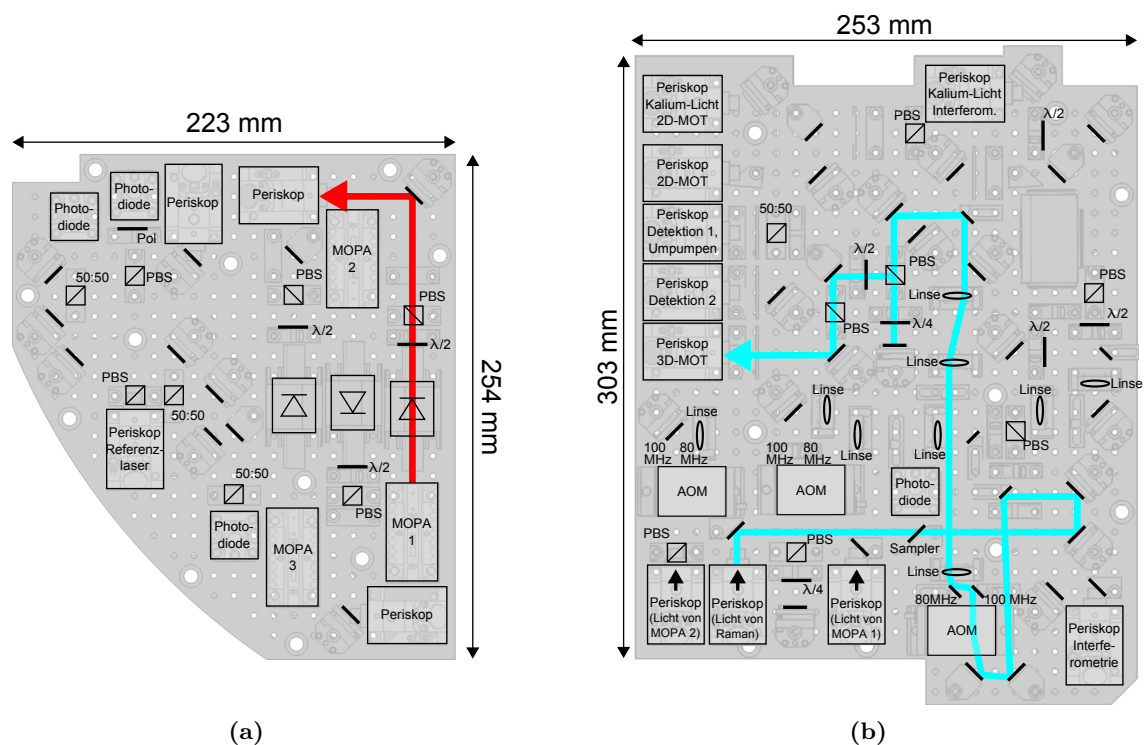 223 mm
254 mm
Photo-
diode
Photo-
diode
Periskop
Periskop
Pol
MOPA
2
50:50
PBS
PBS
PBS
λ/2
λ/2
PBS
50:50
Periskop
Referenz-
laser
50:50
λ/2
PBS
Photo-
diode
MOPA
3
MOPA
1
Periskop
(a)
253 mm
303 mm
Periskop
Kalium-Licht
2D-MOT
Periskop
Kalium-Licht
Interferom.
PBS
λ/2
Periskop
2D-MOT
Periskop
Detektion 1,
Umpumpen
50:50
λ/2
PBS
PBS
Periskop
Detektion 2
Linse
PBS
λ/4
λ/2
λ/2
Periskop
3D-MOT
Linse
Linse
Linse
Linse
Linse
100
MHz
80
MHz
100
MHz
80
MHz
Linse
Linse
PBS
AOM
AOM
Photo-
diode
PBS
PBS
Sampler
Linse
Periskop
(Licht von
MOPA 2)
Periskop
(Licht von
Raman)
λ/4
Periskop
(Licht von
MOPA 1)
80MHz
100 MHz
AOM
Periskop
Interfe-
rometrie
(b)